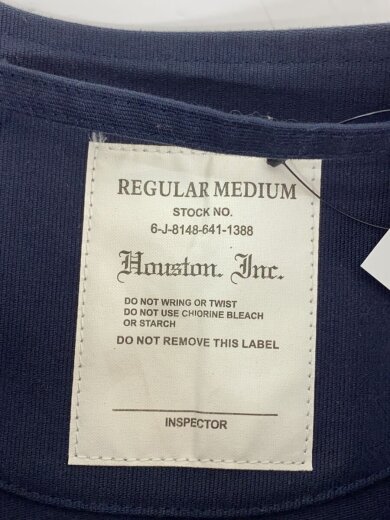 REGULAR MEDIUM
STOCK NO.
6-J-8148-641-1388
Houston. Inc.
DO NOT WRING OR TWIST
DO NOT USE CHIORINE BLEACH
OR STARCH
DO NOT REMOVE THIS LABEL
INSPECTOR